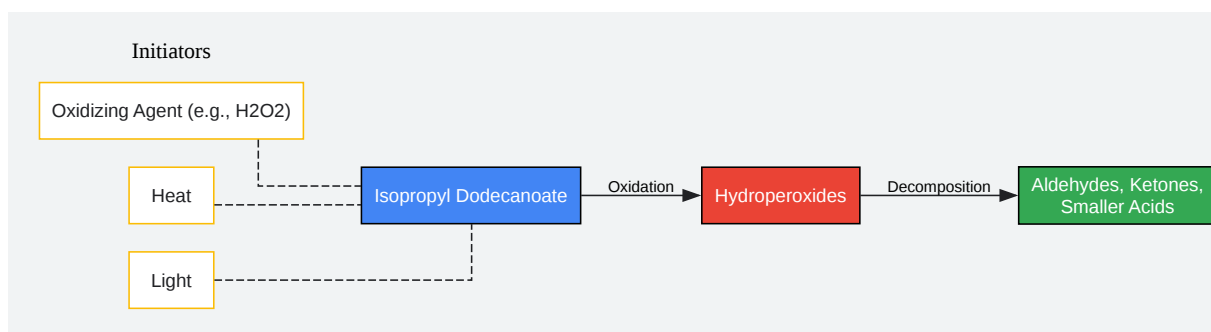 Initiators
Oxidizing Agent (e.g., H2O2)
Heat
Isopropyl Dodecanoate
Oxidation
Hydroperoxides
Decomposition
Aldehydes, Ketones,
Smaller Acids
Light